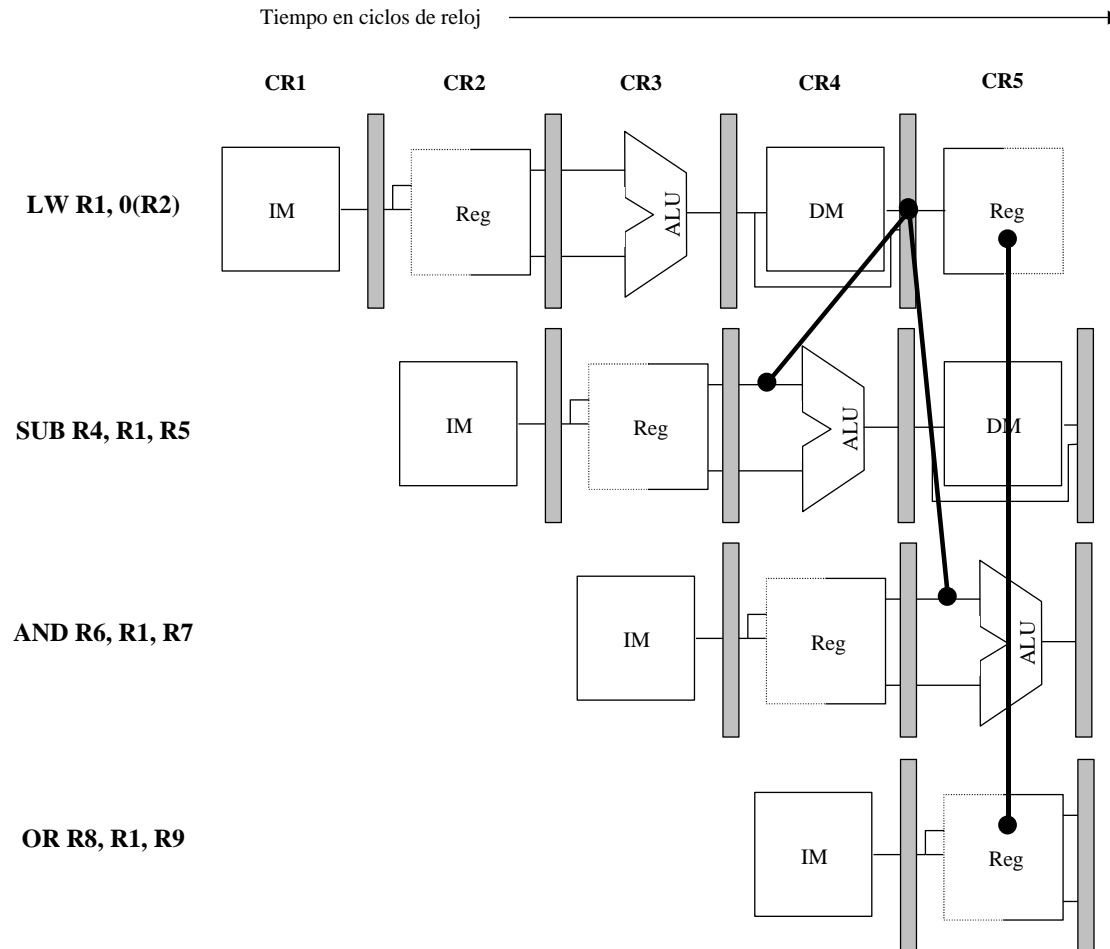 Tiempo en ciclos de reloj
CR1 CR2 CR3 CR4 CR5
LW R1, 0(R2) IM Reg ALU DM Reg
SUB R4, R1, R5 IM Reg ALU DM
AND R6, R1, R7 IM Reg ALU
OR R8, R1, R9 IM Reg